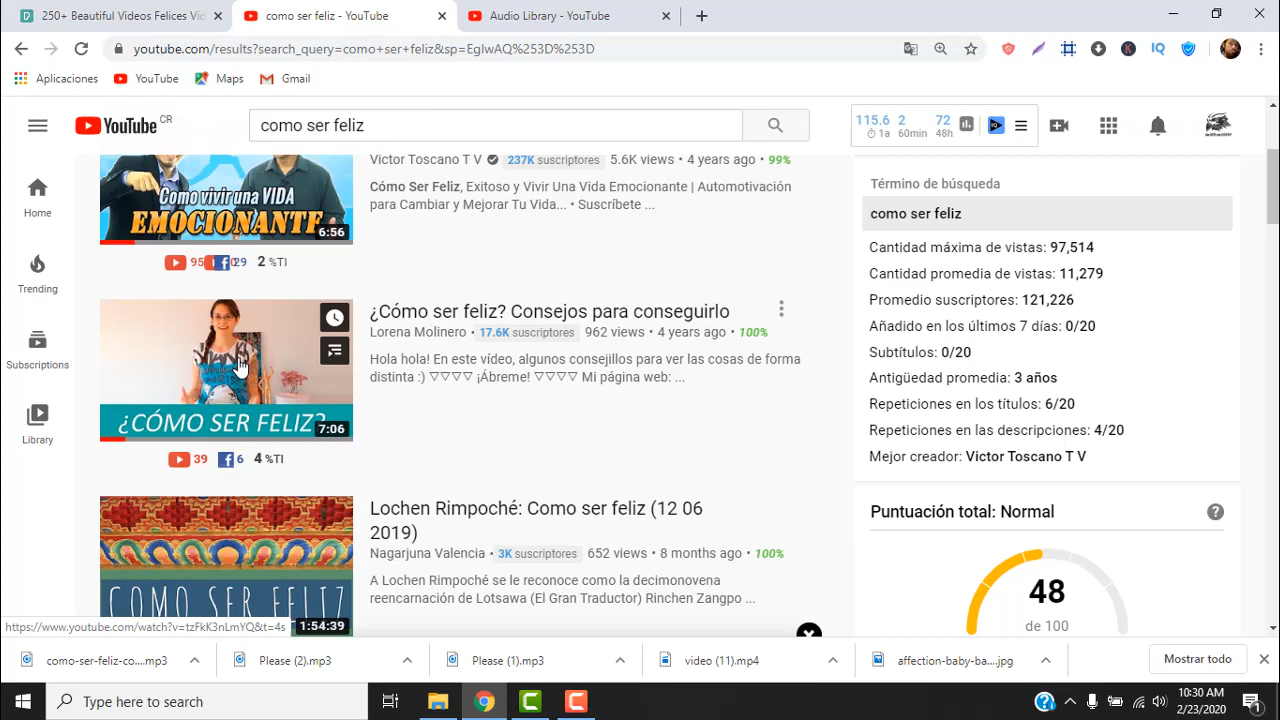 250+ Beautiful Videos Felices Vid
como ser feliz - YouTube
Audio Library - YouTube
youtube.com/results?search_query=como+ser+feliz&sp=EgIwAQ%253D%253D
Aplicaciones
YouTube
Maps
Gmail
YouTube CR
como ser feliz
115.6 2 72
1a 60min 48h
Home
Trending
Subscriptions
Library
Como vivir una VIDA
EMOCIONANTE
6:56
Victor Toscano T V 237K suscriptores 5.6K views • 4 years ago • 99%
Cómo Ser Feliz, Exitoso y Vivir Una Vida Emocionante | Automotivación
para Cambiar y Mejorar Tu Vida... • Suscríbete ...
2 %TI
¿CÓMO SER FELIZ?
7:06
¿Cómo ser feliz? Consejos para conseguirlo
Lorena Molinero • 17.6K suscriptores 962 views • 4 years ago • 100%
Hola hola! En este vídeo, algunos consejillos para ver las cosas de forma
distinta :) ▽▽▽▽ ¡Ábreme! ▽▽▽▽ Mi página web: ...
39 6 4 %TI
COMO SER FELIZ
1:54:39
Lochen Rimpoché: Como ser feliz (12 06
2019)
Nagarjuna Valencia • 3K suscriptores 652 views • 8 months ago • 100%
A Lochen Rimpoché se le reconoce como la decimonovena
reencarnación de Lotsawa (El Gran Traductor) Rinchen Zangpo ...
Término de búsqueda
como ser feliz
Cantidad máxima de vistas: 97,514
Cantidad promedia de vistas: 11,279
Promedio suscriptores: 121,226
Añadido en los últimos 7 días: 0/20
Subtítulos: 0/20
Antigüedad promedia: 3 años
Repeticiones en los títulos: 6/20
Repeticiones en las descripciones: 4/20
Mejor creador: Victor Toscano T V
Puntuación total: Normal
48
de 100
https://www.youtube.com/watch?v=tzFkK3nLmYQ&t=4s
como-ser-feliz-co....mp3
Please (2).mp3
Please (1).mp3
video (11).mp4
affection-baby-ba....jpg
Mostrar todo
Type here to search
10:30 AM
2/23/2020